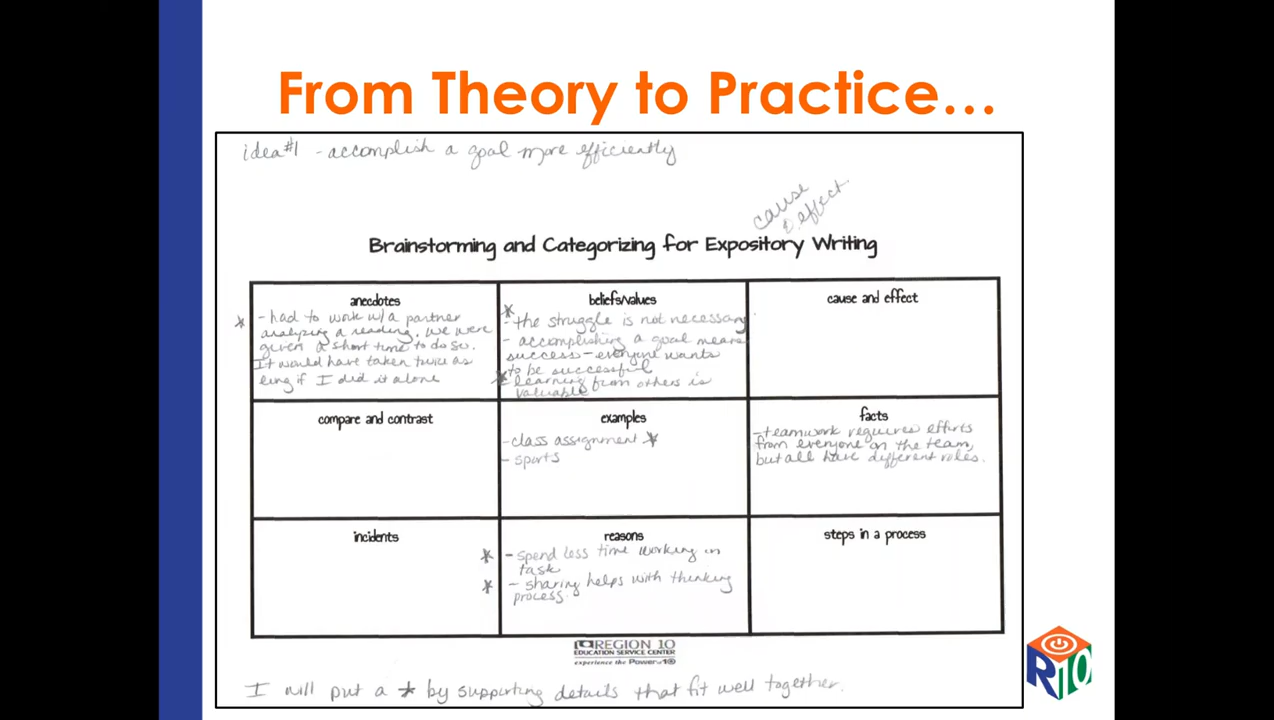 From Theory to Practice...
idea #1 - accomplish a goal more efficiently
cause
& effect
Brainstorming and Categorizing for Expository Writing
anecdotes
* - had to work w/a partner
analyzing a reading. We were
given a short time to do so.
It would have taken twice as
long if I did it alone
beliefs/values
*
- the struggle is not necessary
- accomplishing a goal means
success - everyone wants
to be successful
* - learning from others is
valuable
cause and effect
compare and contrast
examples
- class assignment *
- sports
facts
- teamwork requires efforts
from everyone on the team,
but all have different roles.
incidents
reasons
* - spend less time working on
task
* - sharing helps with thinking
process.
steps in a process
REGION 10
EDUCATION SERVICE CENTER
experience the Power of 10
I will put a * by supporting details that fit well together.
R10